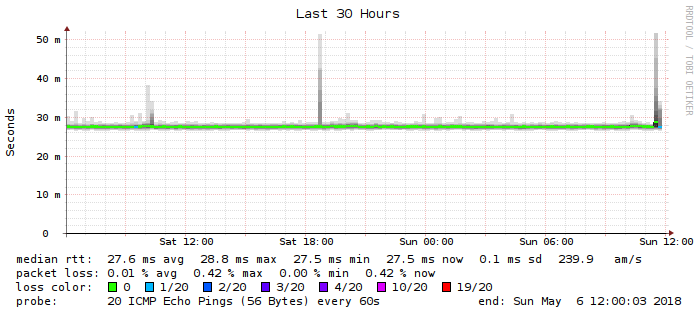 Last 30 Hours
RRDTOOL / TOBI OETIKER
Seconds
50 m
40 m
30 m
20 m
10 m
0
Sat 12:00 Sat 18:00 Sun 00:00 Sun 06:00 Sun 12:00
median rtt: 27.6 ms avg 28.8 ms max 27.5 ms min 27.5 ms now 0.1 ms sd 239.9 am/s
packet loss: 0.01 % avg 0.42 % max 0.00 % min 0.42 % now
loss color: 0 1/20 2/20 3/20 4/20 10/20 19/20
probe: 20 ICMP Echo Pings (56 Bytes) every 60s end: Sun May 6 12:00:03 2018